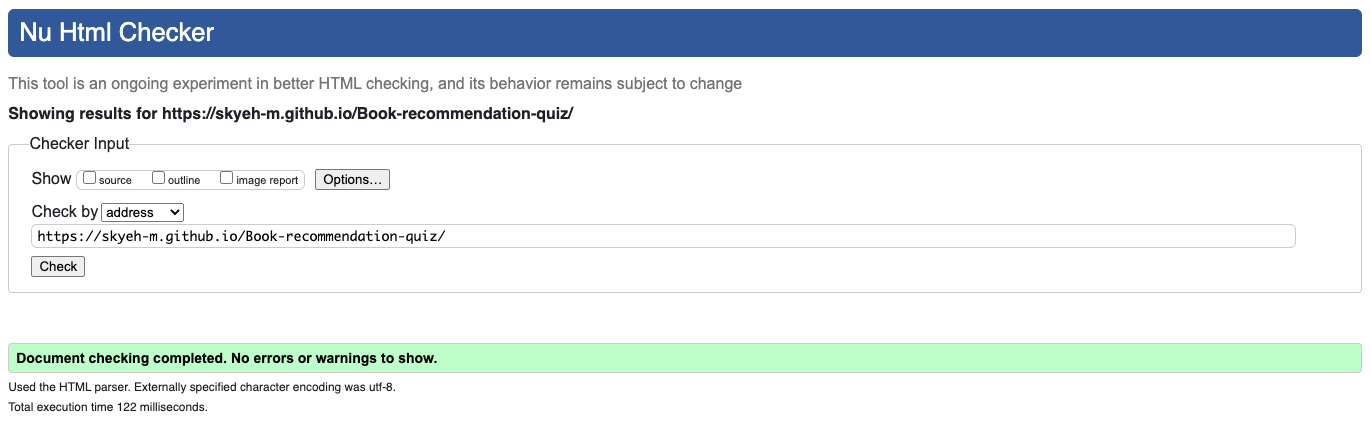 Nu Html Checker
This tool is an ongoing experiment in better HTML checking, and its behavior remains subject to change
Showing results for https://skyeh-m.github.io/Book-recommendation-quiz/
Checker Input
Show source outline image report Options...
Check by address
https://skyeh-m.github.io/Book-recommendation-quiz/
Check
Document checking completed. No errors or warnings to show.
Used the HTML parser. Externally specified character encoding was utf-8.
Total execution time 122 milliseconds.